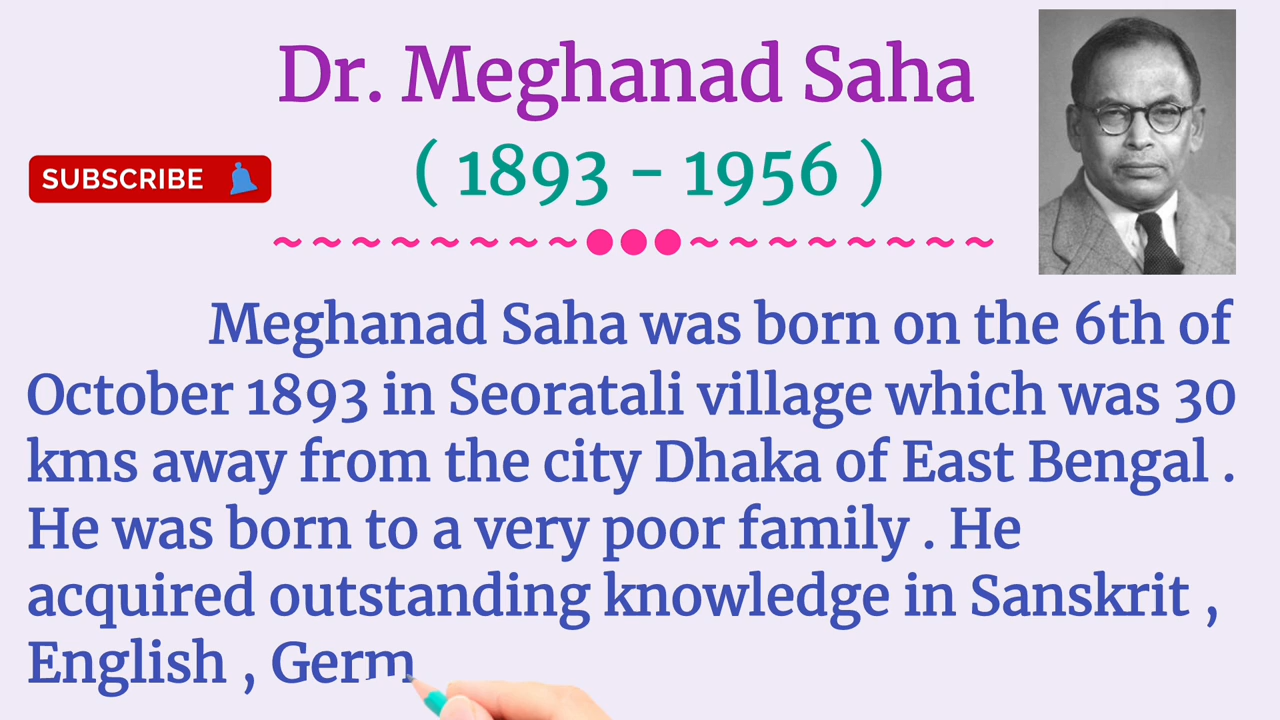 Dr. Meghanad Saha
( 1893 - 1956 )
SUBSCRIBE
~~~~~~~~●●●~~~~~~~~
Meghanad Saha was born on the 6th of
October 1893 in Seoratali village which was 30
kms away from the city Dhaka of East Bengal .
He was born to a very poor family . He
acquired outstanding knowledge in Sanskrit ,
English , Germ